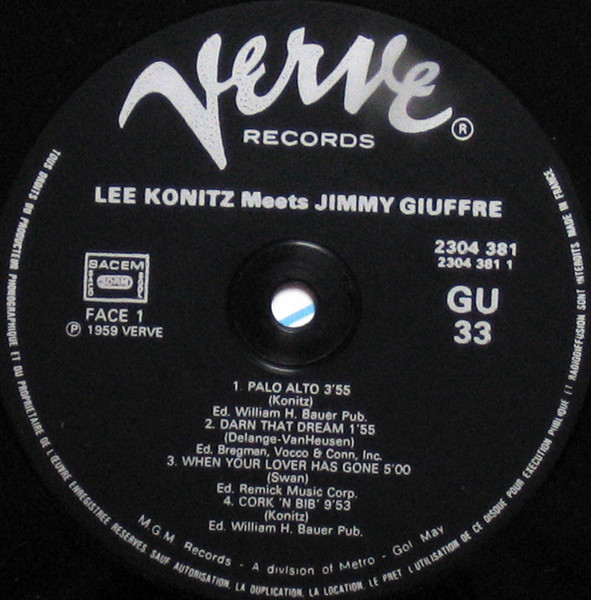 Verve ®
RECORDS
LEE KONITZ Meets JIMMY GIUFFRE
2304 381
2304 381 1
SACEM
SACD SDRM SGDL
FACE 1
℗ 1959 VERVE
GU
33
1. PALO ALTO 3'55
(Konitz)
Ed. William H. Bauer Pub.
2. DARN THAT DREAM 1'55
(Delange-VanHeusen)
Ed. Bregman, Vocco & Conn, Inc.
3. WHEN YOUR LOVER HAS GONE 5'00
(Swan)
Ed. Remick Music Corp.
4. CORK 'N BIB' 9'53
(Konitz)
Ed. William H. Bauer Pub.
M.G.M Records - A division of Metro - Gol May
TOUS DROITS DU PRODUCTEUR PHONOGRAPHIQUE ET DU PROPRIETAIRE DE L'ŒUVRE ENREGISTREE RESERVES. SAUF AUTORISATION, LA DUPLICATION, LA LOCATION, LE PRET, L'UTILISATION DE CE DISQUE POUR EXECUTION PUBLIQUE ET RADIODIFFUSION SONT INTERDITS. MADE IN FRANCE